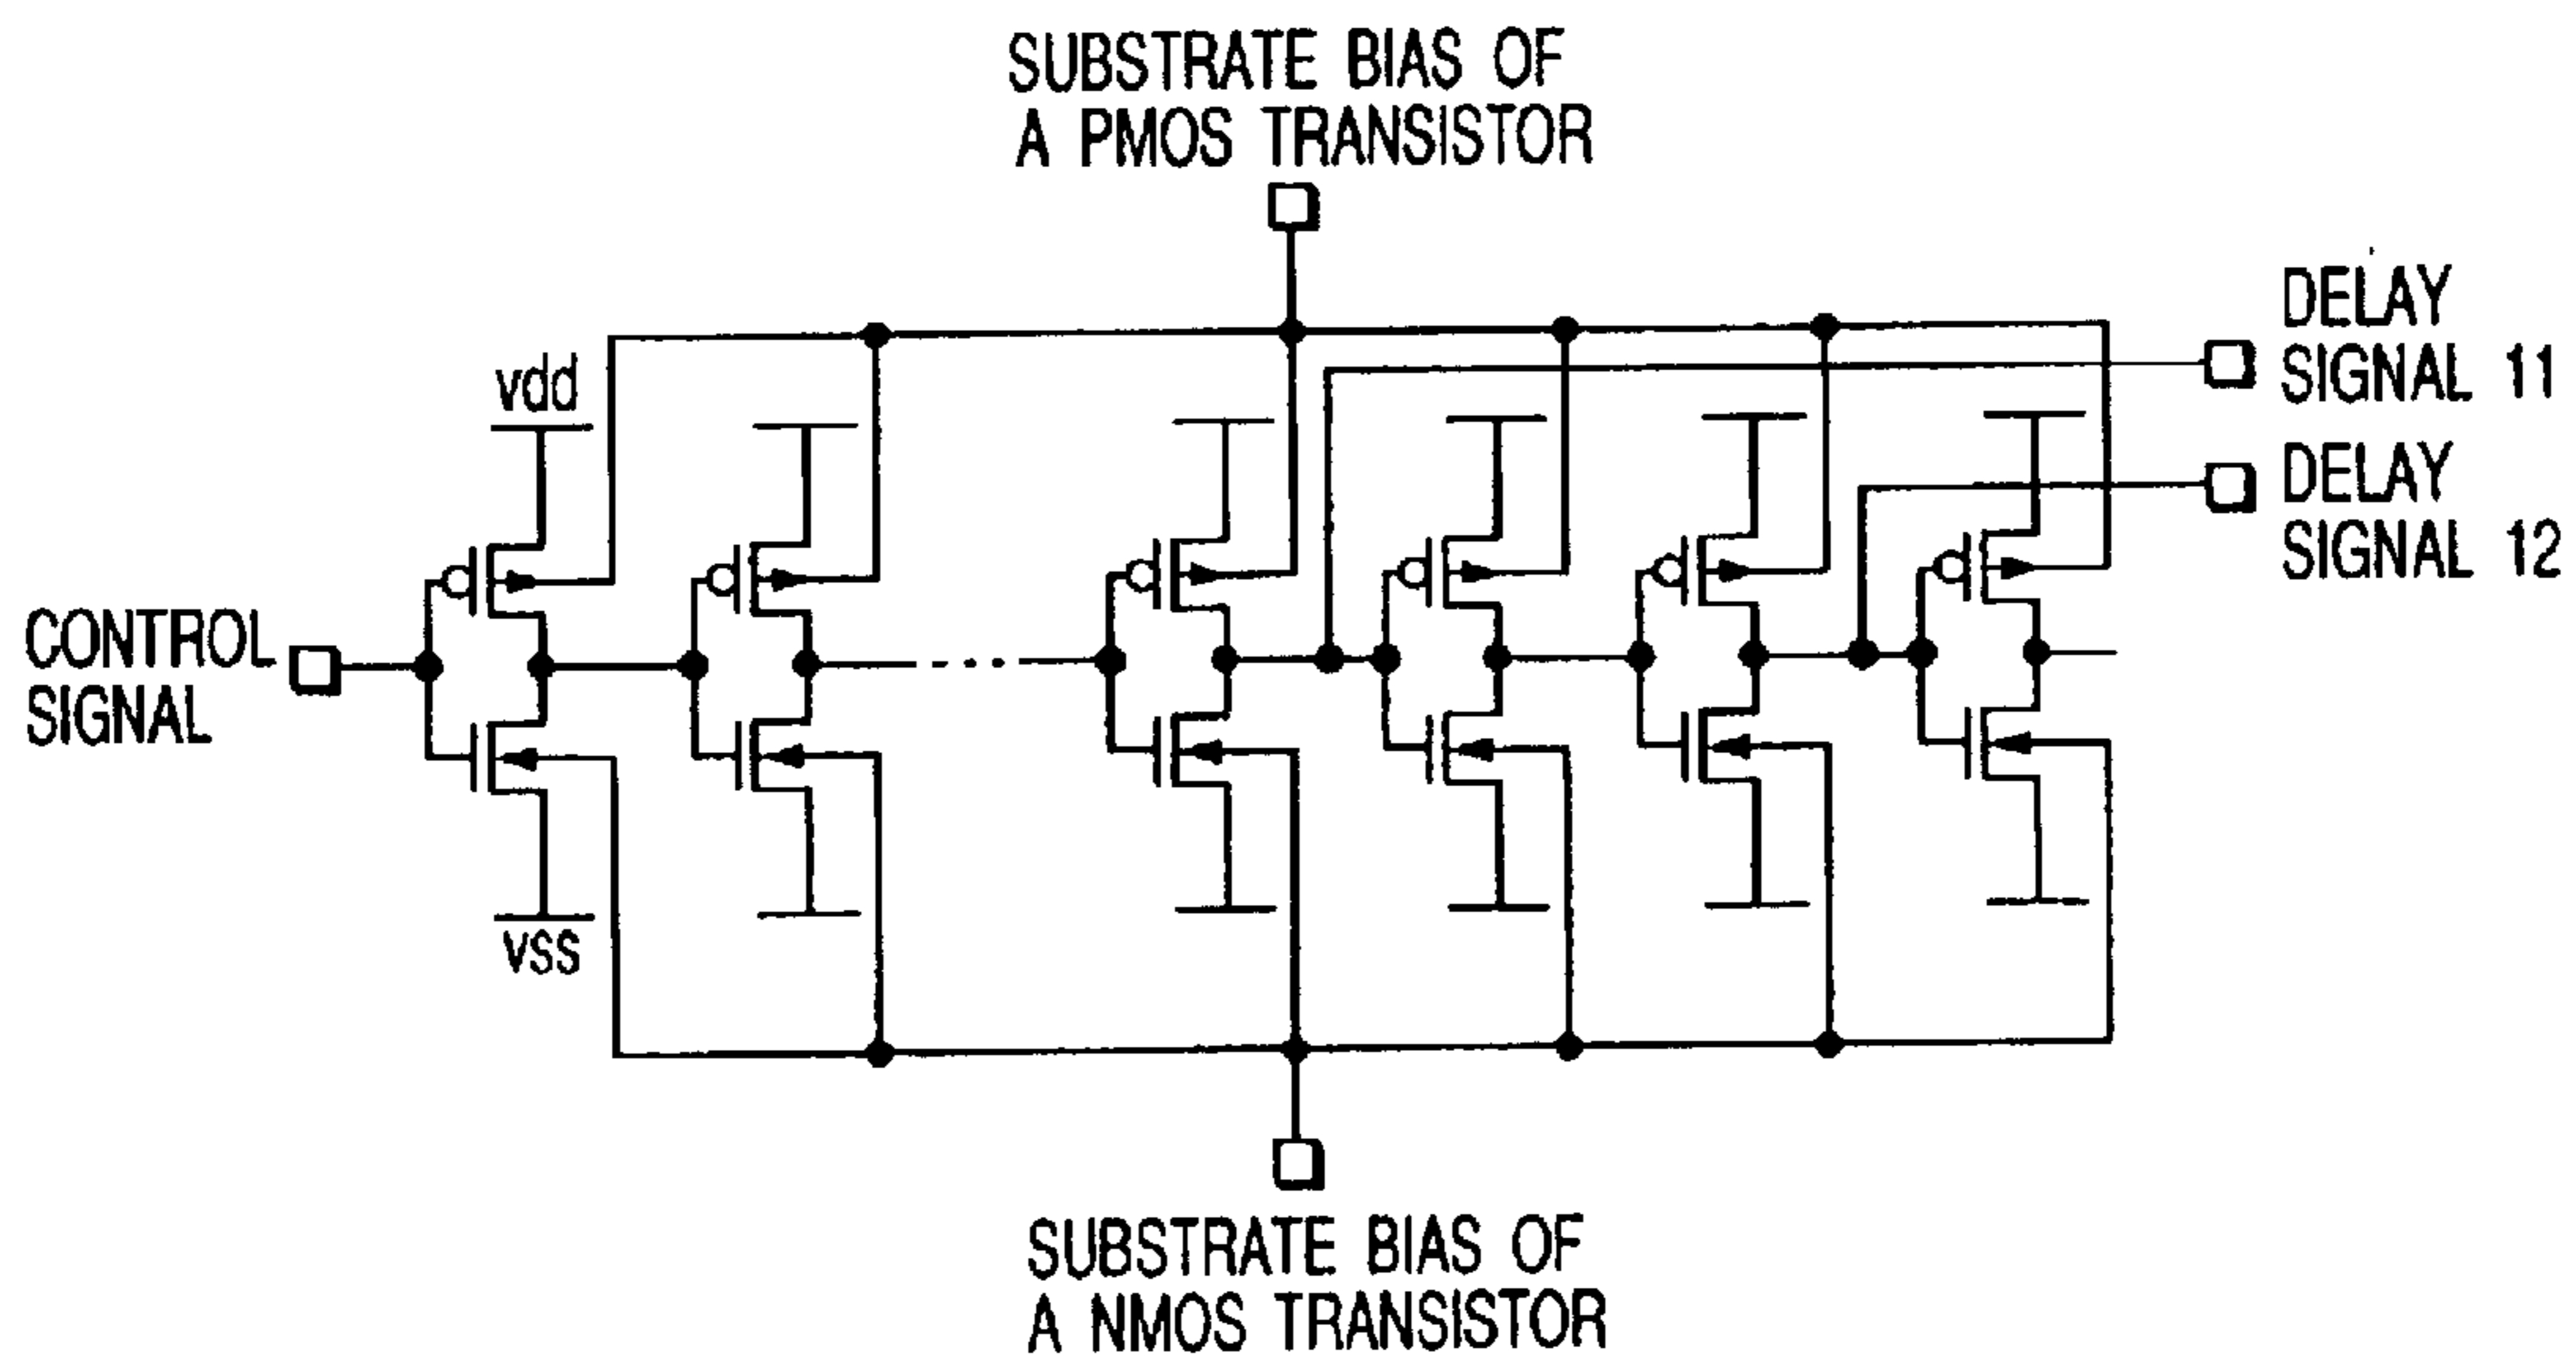 SUBSTRATE BIAS OF
A PMOS TRANSISTOR
DELAY
SIGNAL 11
DELAY
SIGNAL 12
vdd
CONTROL
SIGNAL
vss
SUBSTRATE BIAS OF
A NMOS TRANSISTOR